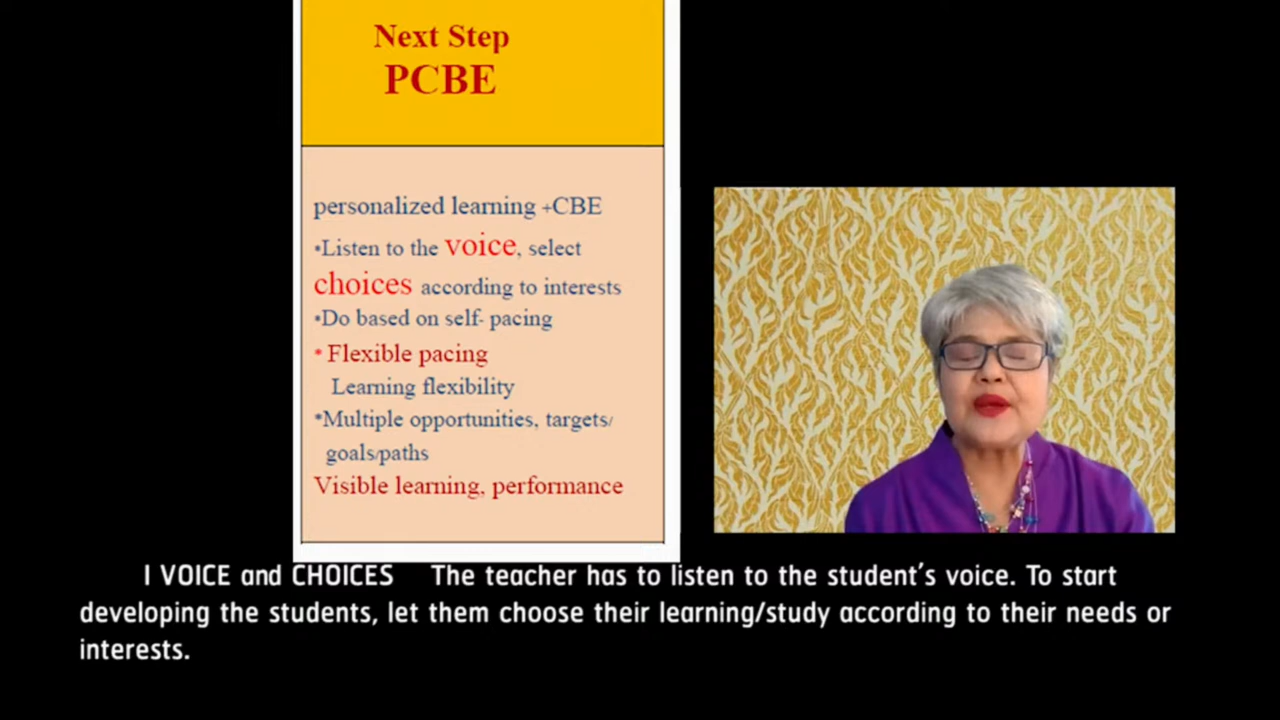 Next Step
PCBE
personalized learning +CBE
•Listen to the voice, select
choices according to interests
•Do based on self- pacing
• Flexible pacing
Learning flexibility
*Multiple opportunities, targets/
goals/paths
Visible learning, performance
I VOICE and CHOICES The teacher has to listen to the student's voice. To start
developing the students, let them choose their learning/study according to their needs or
interests.